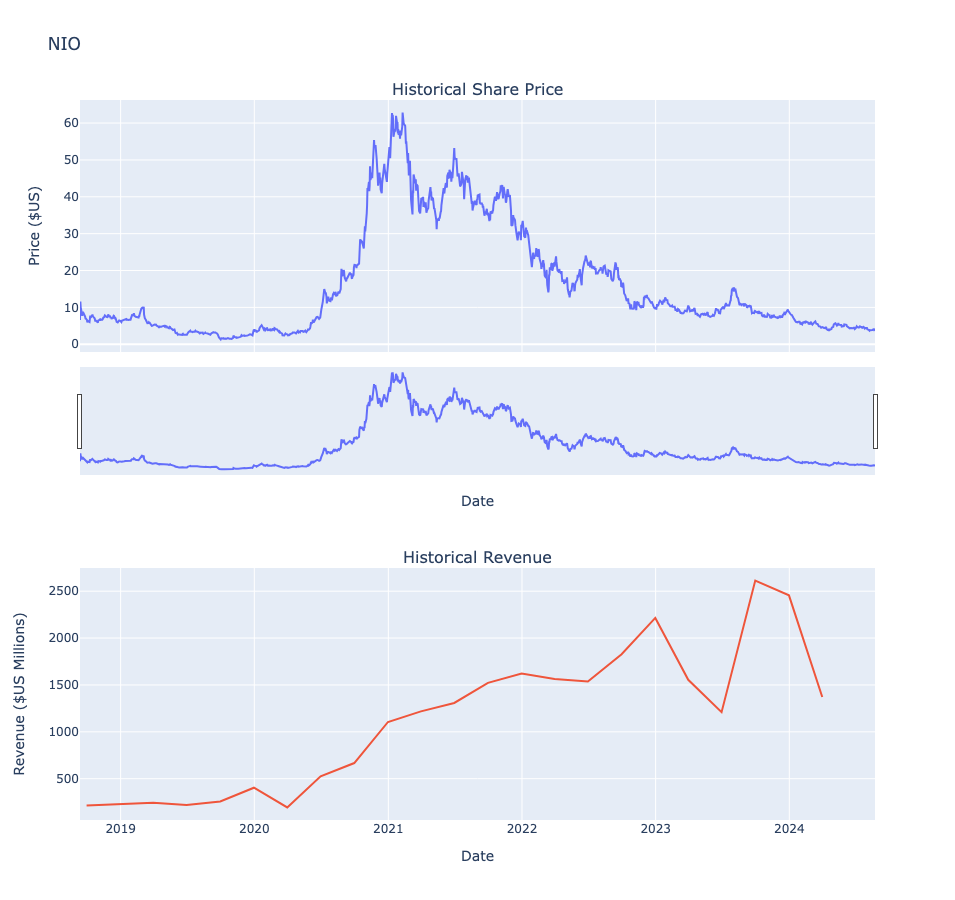 NIO
Historical Share Price
Price ($US)
60
50
40
30
20
10
0
Date
Historical Revenue
Revenue ($US Millions)
2500
2000
1500
1000
500
2019 2020 2021 2022 2023 2024
Date